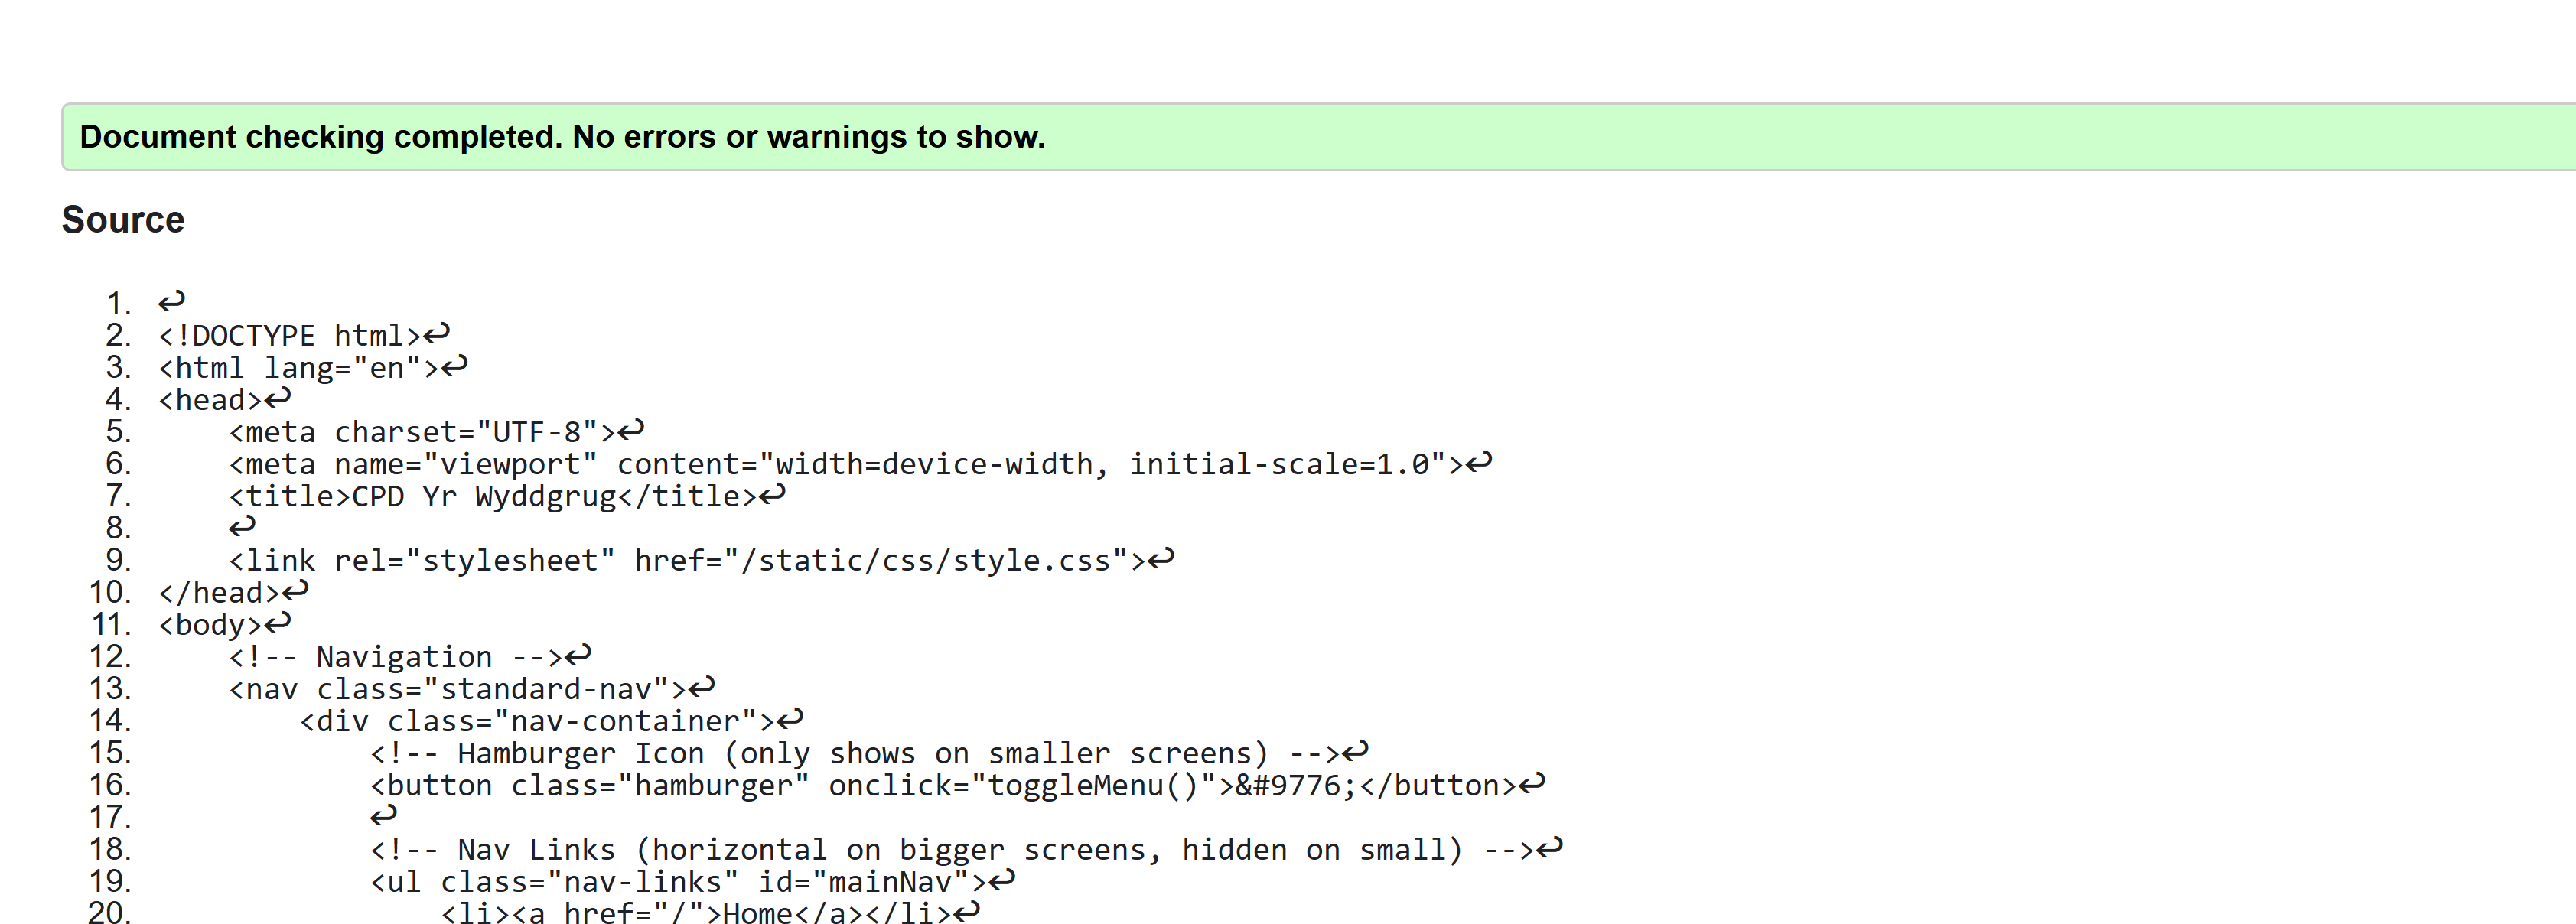 Document checking completed. No errors or warnings to show.
Source
1. ↩
2. <!DOCTYPE html>↩
3. <html lang="en">↩
4. <head>↩
5.     <meta charset="UTF-8">↩
6.     <meta name="viewport" content="width=device-width, initial-scale=1.0">↩
7.     <title>CPD Yr Wyddgrug</title>↩
8.     ↩
9.     <link rel="stylesheet" href="/static/css/style.css">↩
10. </head>↩
11. <body>↩
12.     <!-- Navigation -->↩
13.     <nav class="standard-nav">↩
14.         <div class="nav-container">↩
15.             <!-- Hamburger Icon (only shows on smaller screens) -->↩
16.             <button class="hamburger" onclick="toggleMenu()">&#9776;</button>↩
17.             ↩
18.             <!-- Nav Links (horizontal on bigger screens, hidden on small) -->↩
19.             <ul class="nav-links" id="mainNav">↩
20.                 <li><a href="/">Home</a></li>↩